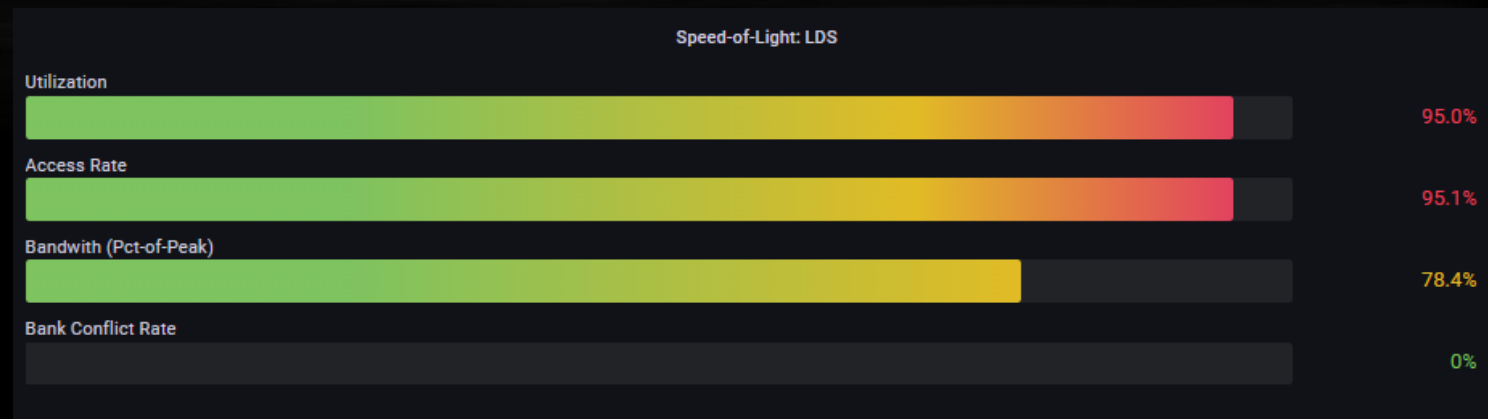 Speed-of-Light: LDS
Utilization
95.0%
Access Rate
95.1%
Bandwith (Pct-of-Peak)
78.4%
Bank Conflict Rate
0%